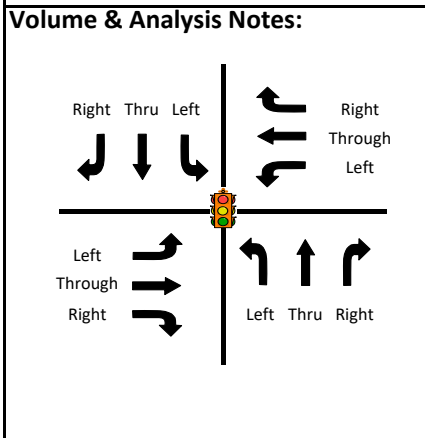 Volume & Analysis Notes:
Right Thru Left
Right
Through
Left
Left
Through
Right
Left Thru Right